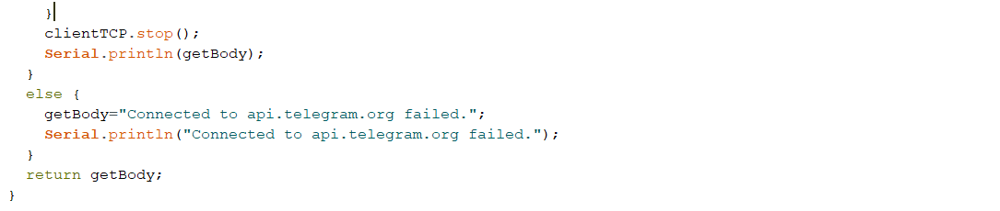 }
clientTCP.stop();
Serial.println(getBody);
}
else {
getBody="Connected to api.telegram.org failed.";
Serial.println("Connected to api.telegram.org failed.");
}
return getBody;
}